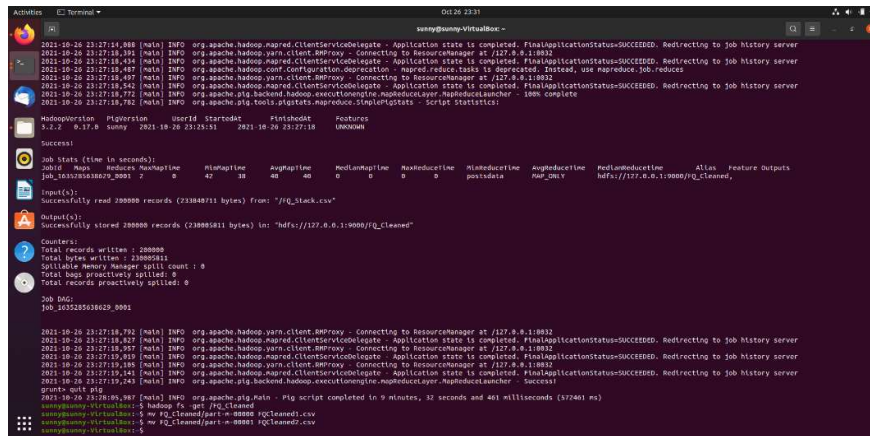 Activities Terminal Oct 26 23:31
sunny@sunny-VirtualBox: ~
2021-10-26 23:27:14,088 [main] INFO org.apache.hadoop.mapred.ClientServiceDelegate - Application state is completed. FinalApplicationStatus=SUCCEEDED. Redirecting to job history server
2021-10-26 23:27:18,391 [main] INFO org.apache.hadoop.yarn.client.RMProxy - Connecting to ResourceManager at /127.0.0.1:8032
2021-10-26 23:27:18,434 [main] INFO org.apache.hadoop.mapred.ClientServiceDelegate - Application state is completed. FinalApplicationStatus=SUCCEEDED. Redirecting to job history server
2021-10-26 23:27:18,487 [main] INFO org.apache.hadoop.conf.Configuration.deprecation - mapred.reduce.tasks is deprecated. Instead, use mapreduce.job.reduces
2021-10-26 23:27:18,497 [main] INFO org.apache.hadoop.yarn.client.RMProxy - Connecting to ResourceManager at /127.0.0.1:8032
2021-10-26 23:27:18,542 [main] INFO org.apache.hadoop.mapred.ClientServiceDelegate - Application state is completed. FinalApplicationStatus=SUCCEEDED. Redirecting to job history server
2021-10-26 23:27:18,772 [main] INFO org.apache.pig.backend.hadoop.executionengine.mapReduceLayer.MapReduceLauncher - 100% complete
2021-10-26 23:27:18,782 [main] INFO org.apache.pig.tools.pigstats.mapreduce.SimplePigStats - Script Statistics:
HadoopVersion PigVersion UserId StartedAt FinishedAt Features
3.2.2 0.17.0 sunny 2021-10-26 23:25:51 2021-10-26 23:27:18 UNKNOWN
Success!
Job Stats (time in seconds):
JobId Maps Reduces MaxMapTime MinMapTime AvgMapTime MedianMapTime MaxReduceTime MinReduceTime AvgReduceTime MedianReducetime Alias Feature Outputs
job_1635285638629_0001 2 0 42 38 40 40 0 0 0 0 postsdata MAP_ONLY hdfs://127.0.0.1:9000/FQ_Cleaned,
Input(s):
Successfully read 200000 records (233840711 bytes) from: "/FQ_Stack.csv"
Output(s):
Successfully stored 200000 records (230005811 bytes) in: "hdfs://127.0.0.1:9000/FQ_Cleaned"
Counters:
Total records written : 200000
Total bytes written : 230005811
Spillable Memory Manager spill count : 0
Total bags proactively spilled: 0
Total records proactively spilled: 0
Job DAG:
job_1635285638629_0001
2021-10-26 23:27:18,792 [main] INFO org.apache.hadoop.yarn.client.RMProxy - Connecting to ResourceManager at /127.0.0.1:8032
2021-10-26 23:27:18,827 [main] INFO org.apache.hadoop.mapred.ClientServiceDelegate - Application state is completed. FinalApplicationStatus=SUCCEEDED. Redirecting to job history server
2021-10-26 23:27:18,957 [main] INFO org.apache.hadoop.yarn.client.RMProxy - Connecting to ResourceManager at /127.0.0.1:8032
2021-10-26 23:27:19,019 [main] INFO org.apache.hadoop.mapred.ClientServiceDelegate - Application state is completed. FinalApplicationStatus=SUCCEEDED. Redirecting to job history server
2021-10-26 23:27:19,105 [main] INFO org.apache.hadoop.yarn.client.RMProxy - Connecting to ResourceManager at /127.0.0.1:8032
2021-10-26 23:27:19,141 [main] INFO org.apache.hadoop.mapred.ClientServiceDelegate - Application state is completed. FinalApplicationStatus=SUCCEEDED. Redirecting to job history server
2021-10-26 23:27:19,243 [main] INFO org.apache.pig.backend.hadoop.executionengine.mapReduceLayer.MapReduceLauncher - Success!
grunt> quit pig
2021-10-26 23:28:05,987 [main] INFO org.apache.pig.Main - Pig script completed in 9 minutes, 32 seconds and 461 milliseconds (572461 ms)
sunny@sunny-VirtualBox:~$ hadoop fs -get /FQ_Cleaned
sunny@sunny-VirtualBox:~$ mv FQ_Cleaned/part-m-00000 FQCleaned1.csv
sunny@sunny-VirtualBox:~$ mv FQ_Cleaned/part-m-00001 FQCleaned2.csv
sunny@sunny-VirtualBox:~$